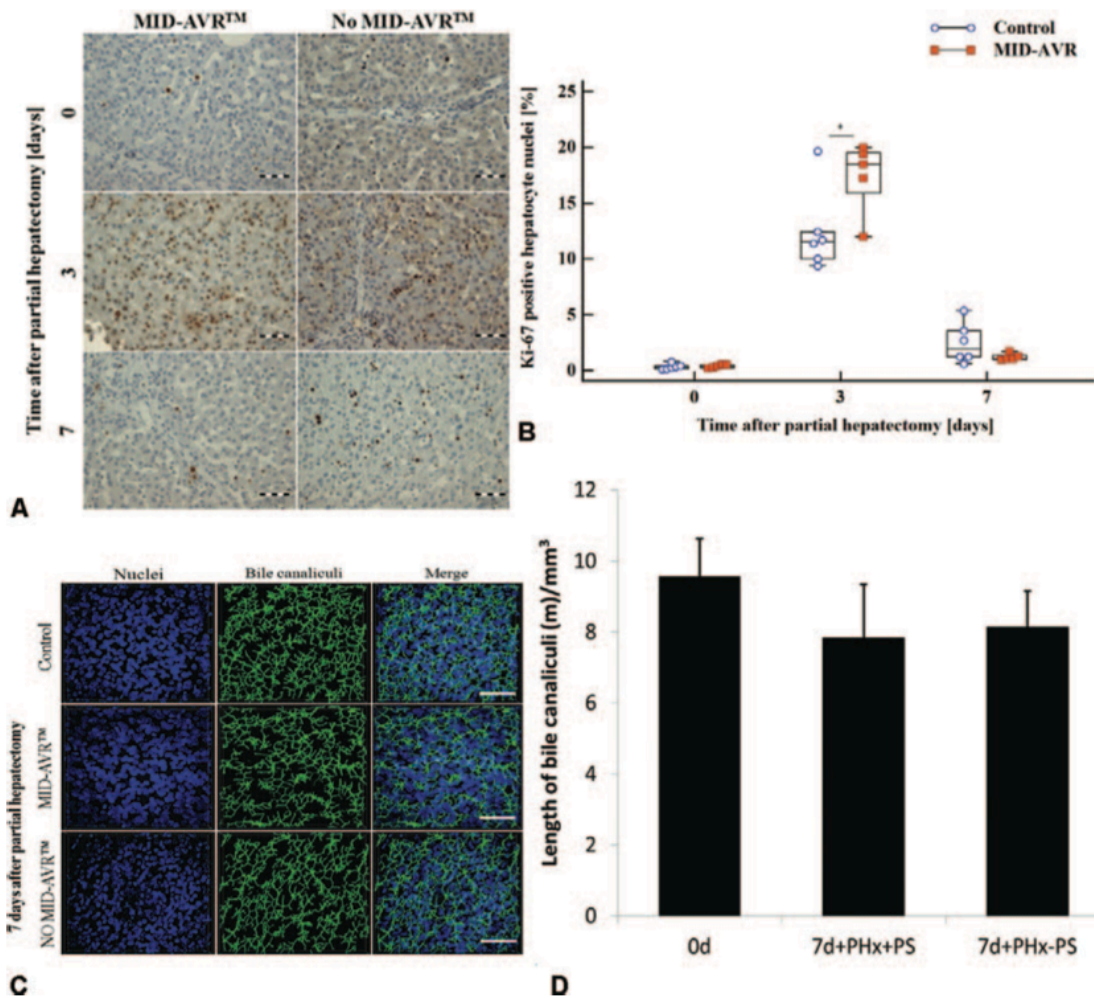 MID-AVR™ No MID-AVR™
Time after partial hepatectomy [days]
0
3
7
A
Control
MID-AVR
Ki-67 positive hepatocyte nuclei [%]
25
20
15
10
5
0
*
0 3 7
Time after partial hepatectomy [days]
B
Nuclei Bile canaliculi Merge
Control
7 days after partial hepatectomy
MID-AVR™
NO MID-AVR™
C
Length of bile canaliculi (m)/mm³
12
10
8
6
4
2
0
0d 7d+PHx+PS 7d+PHx-PS
D